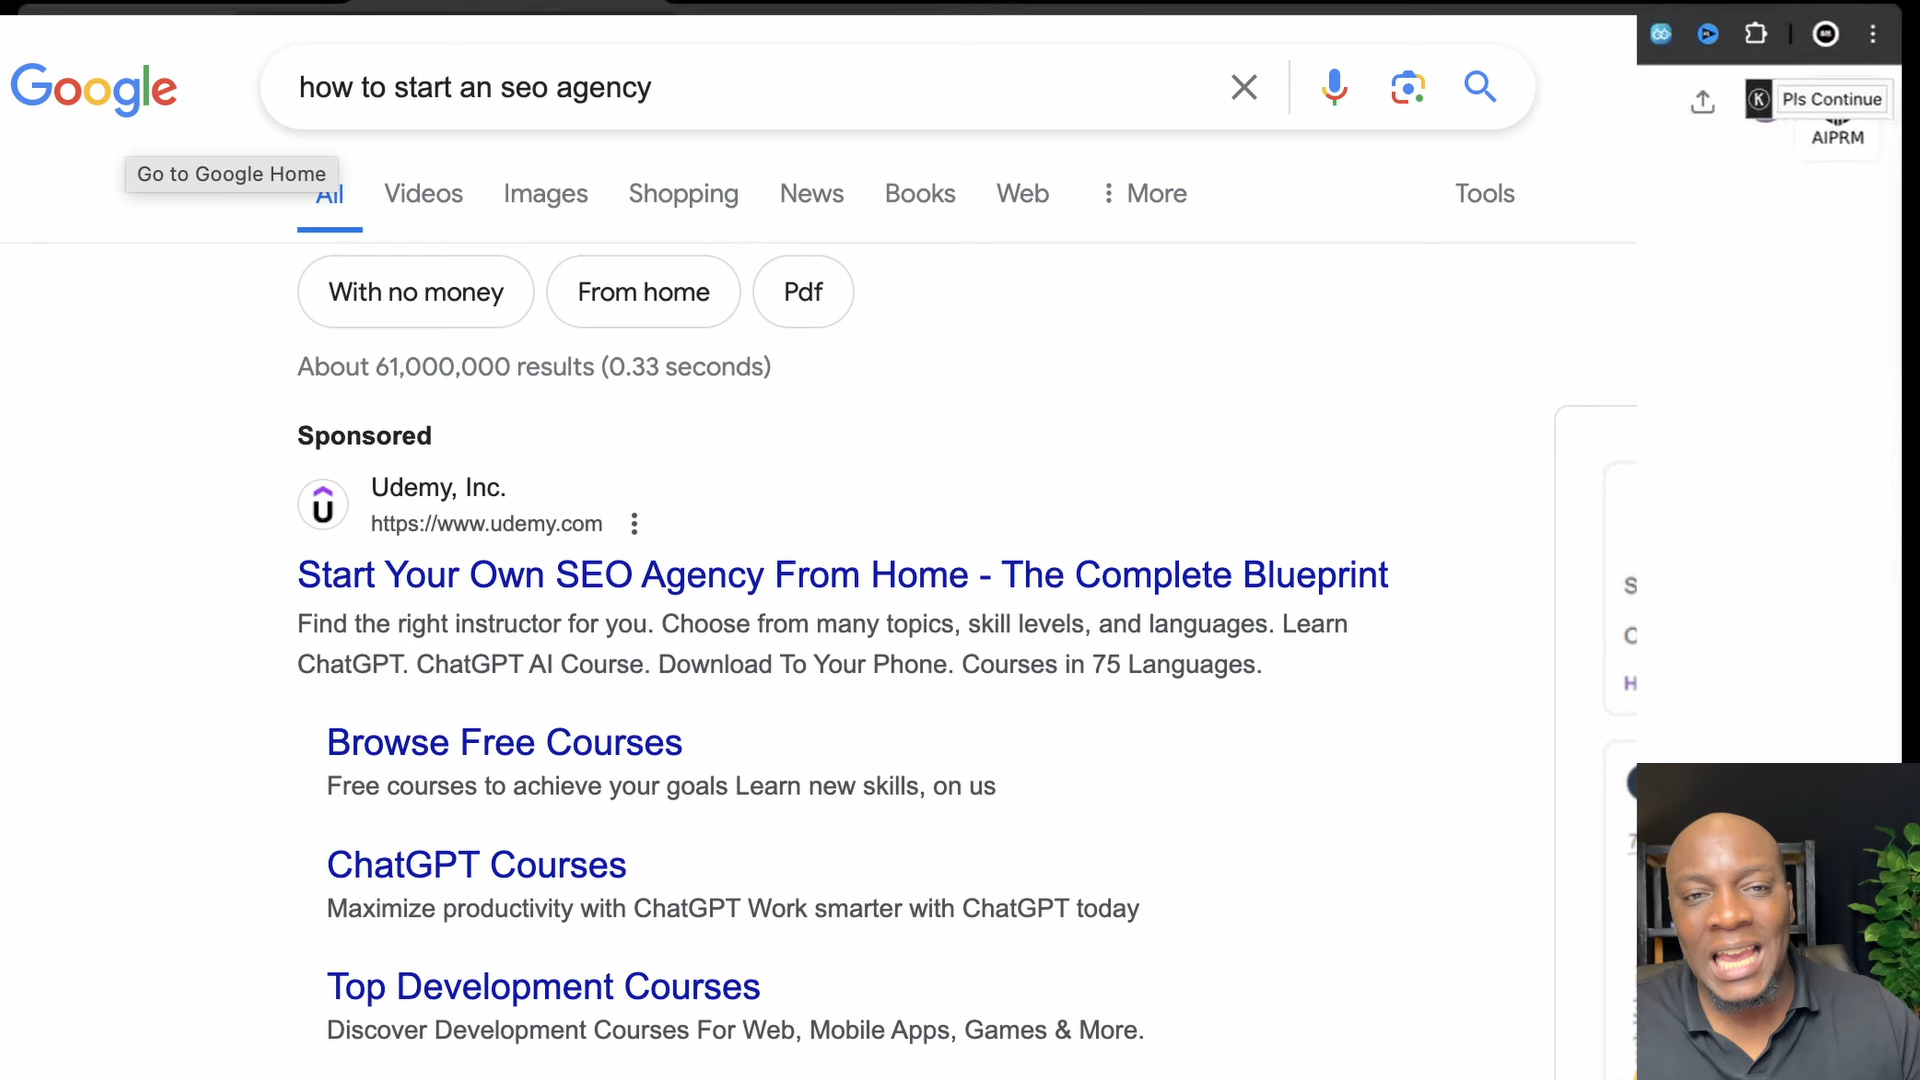 Google
how to start an seo agency
K Pls Continue
AIPRM
Go to Google Home
All
Videos
Images
Shopping
News
Books
Web
More
Tools
With no money
From home
Pdf
About 61,000,000 results (0.33 seconds)
Sponsored
Udemy, Inc.
https://www.udemy.com
Start Your Own SEO Agency From Home - The Complete Blueprint
Find the right instructor for you. Choose from many topics, skill levels, and languages. Learn
ChatGPT. ChatGPT AI Course. Download To Your Phone. Courses in 75 Languages.
Browse Free Courses
Free courses to achieve your goals Learn new skills, on us
ChatGPT Courses
Maximize productivity with ChatGPT Work smarter with ChatGPT today
Top Development Courses
Discover Development Courses For Web, Mobile Apps, Games & More.